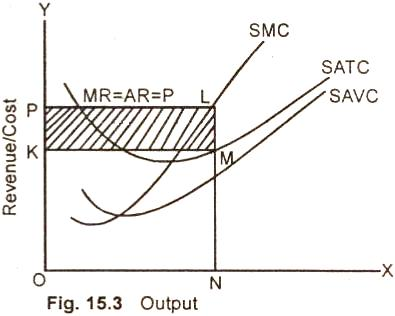 Y
SMC
SATC
SAVC
P
MR=AR=P
L
K
M
Revenue/Cost
O
N
X
Fig. 15.3 Output